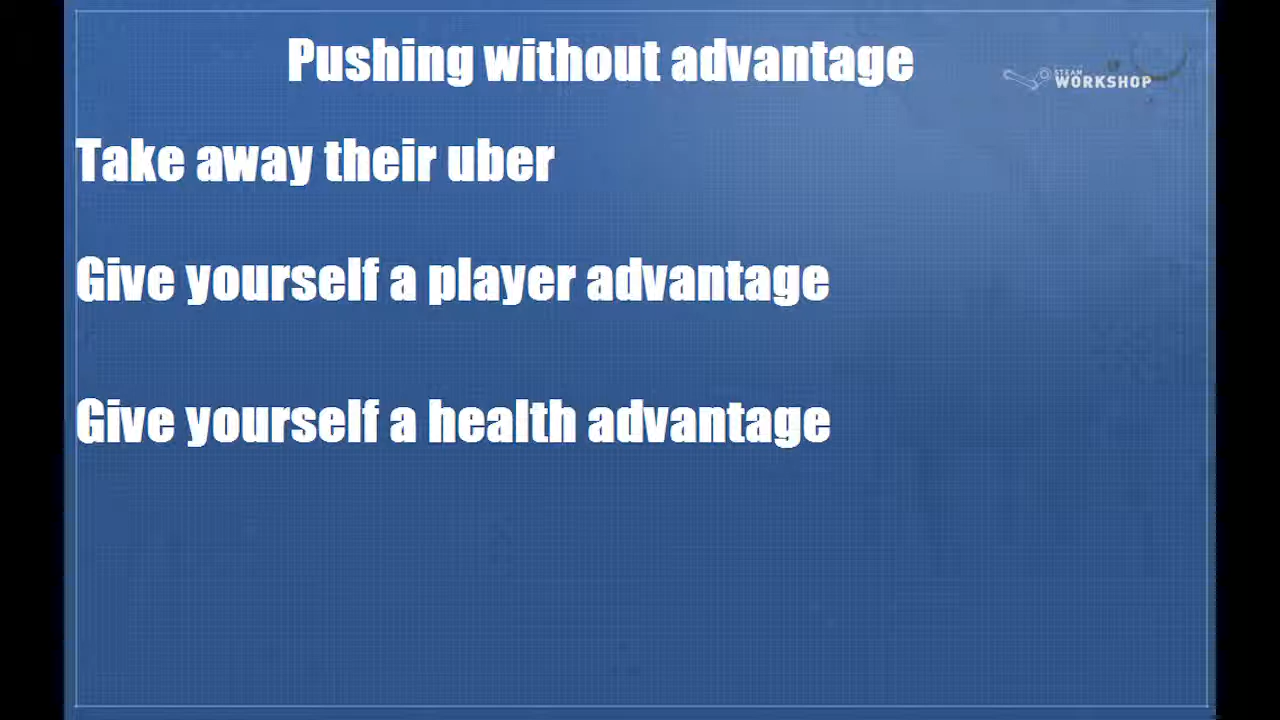 Pushing without advantage
STEAM
WORKSHOP
Take away their uber
Give yourself a player advantage
Give yourself a health advantage